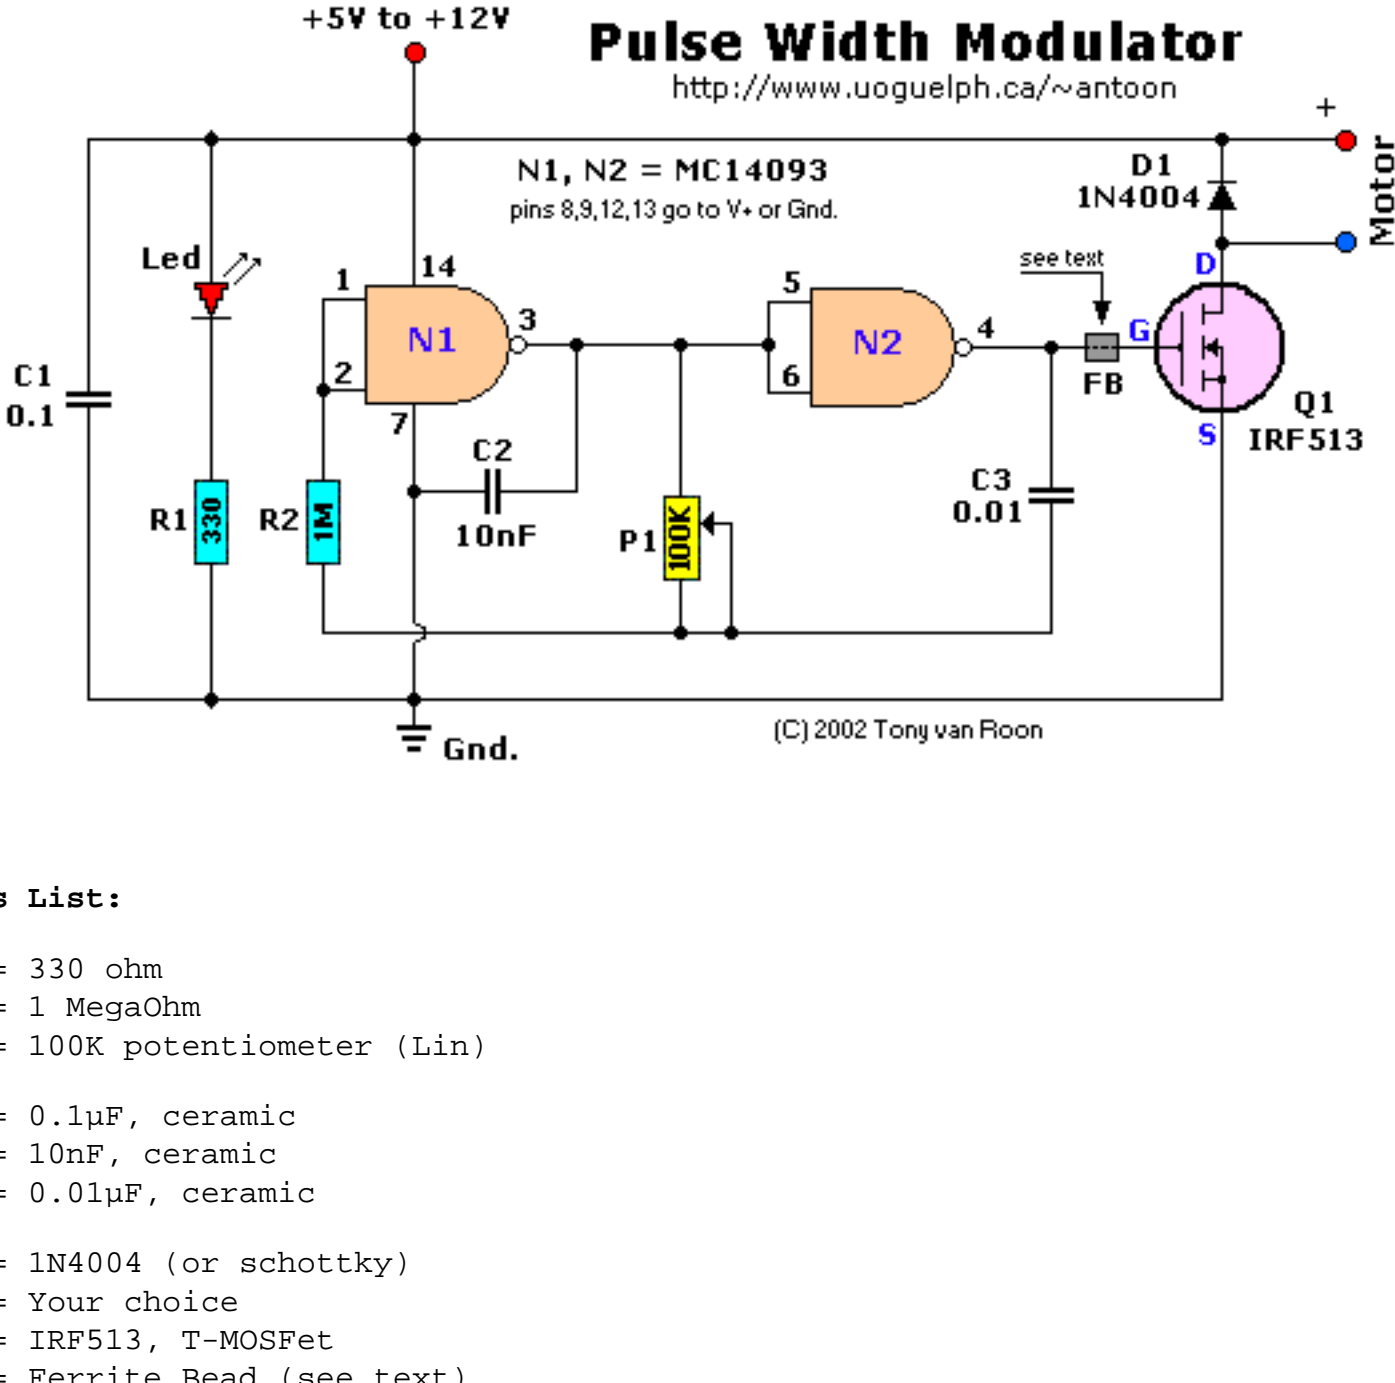 +5V to +12V
Pulse Width Modulator
http://www.uoguelph.ca/~antoon
+
N1, N2 = MC14093
pins 8,9,12,13 go to V+ or Gnd.
D1
1N4004
Motor
Led
see text
D
1
14
N1
3
2
7
5
N2
4
6
G
FB
S
Q1
IRF513
C1
0.1
R1
330
R2
1M
C2
10nF
P1
100K
C3
0.01
Gnd.
(C) 2002 Tony van Roon
s List:
= 330 ohm
= 1 MegaOhm
= 100K potentiometer (Lin)
= 0.1µF, ceramic
= 10nF, ceramic
= 0.01µF, ceramic
= 1N4004 (or schottky)
= Your choice
= IRF513, T-MOSFet
= Ferrite Bead (see text)